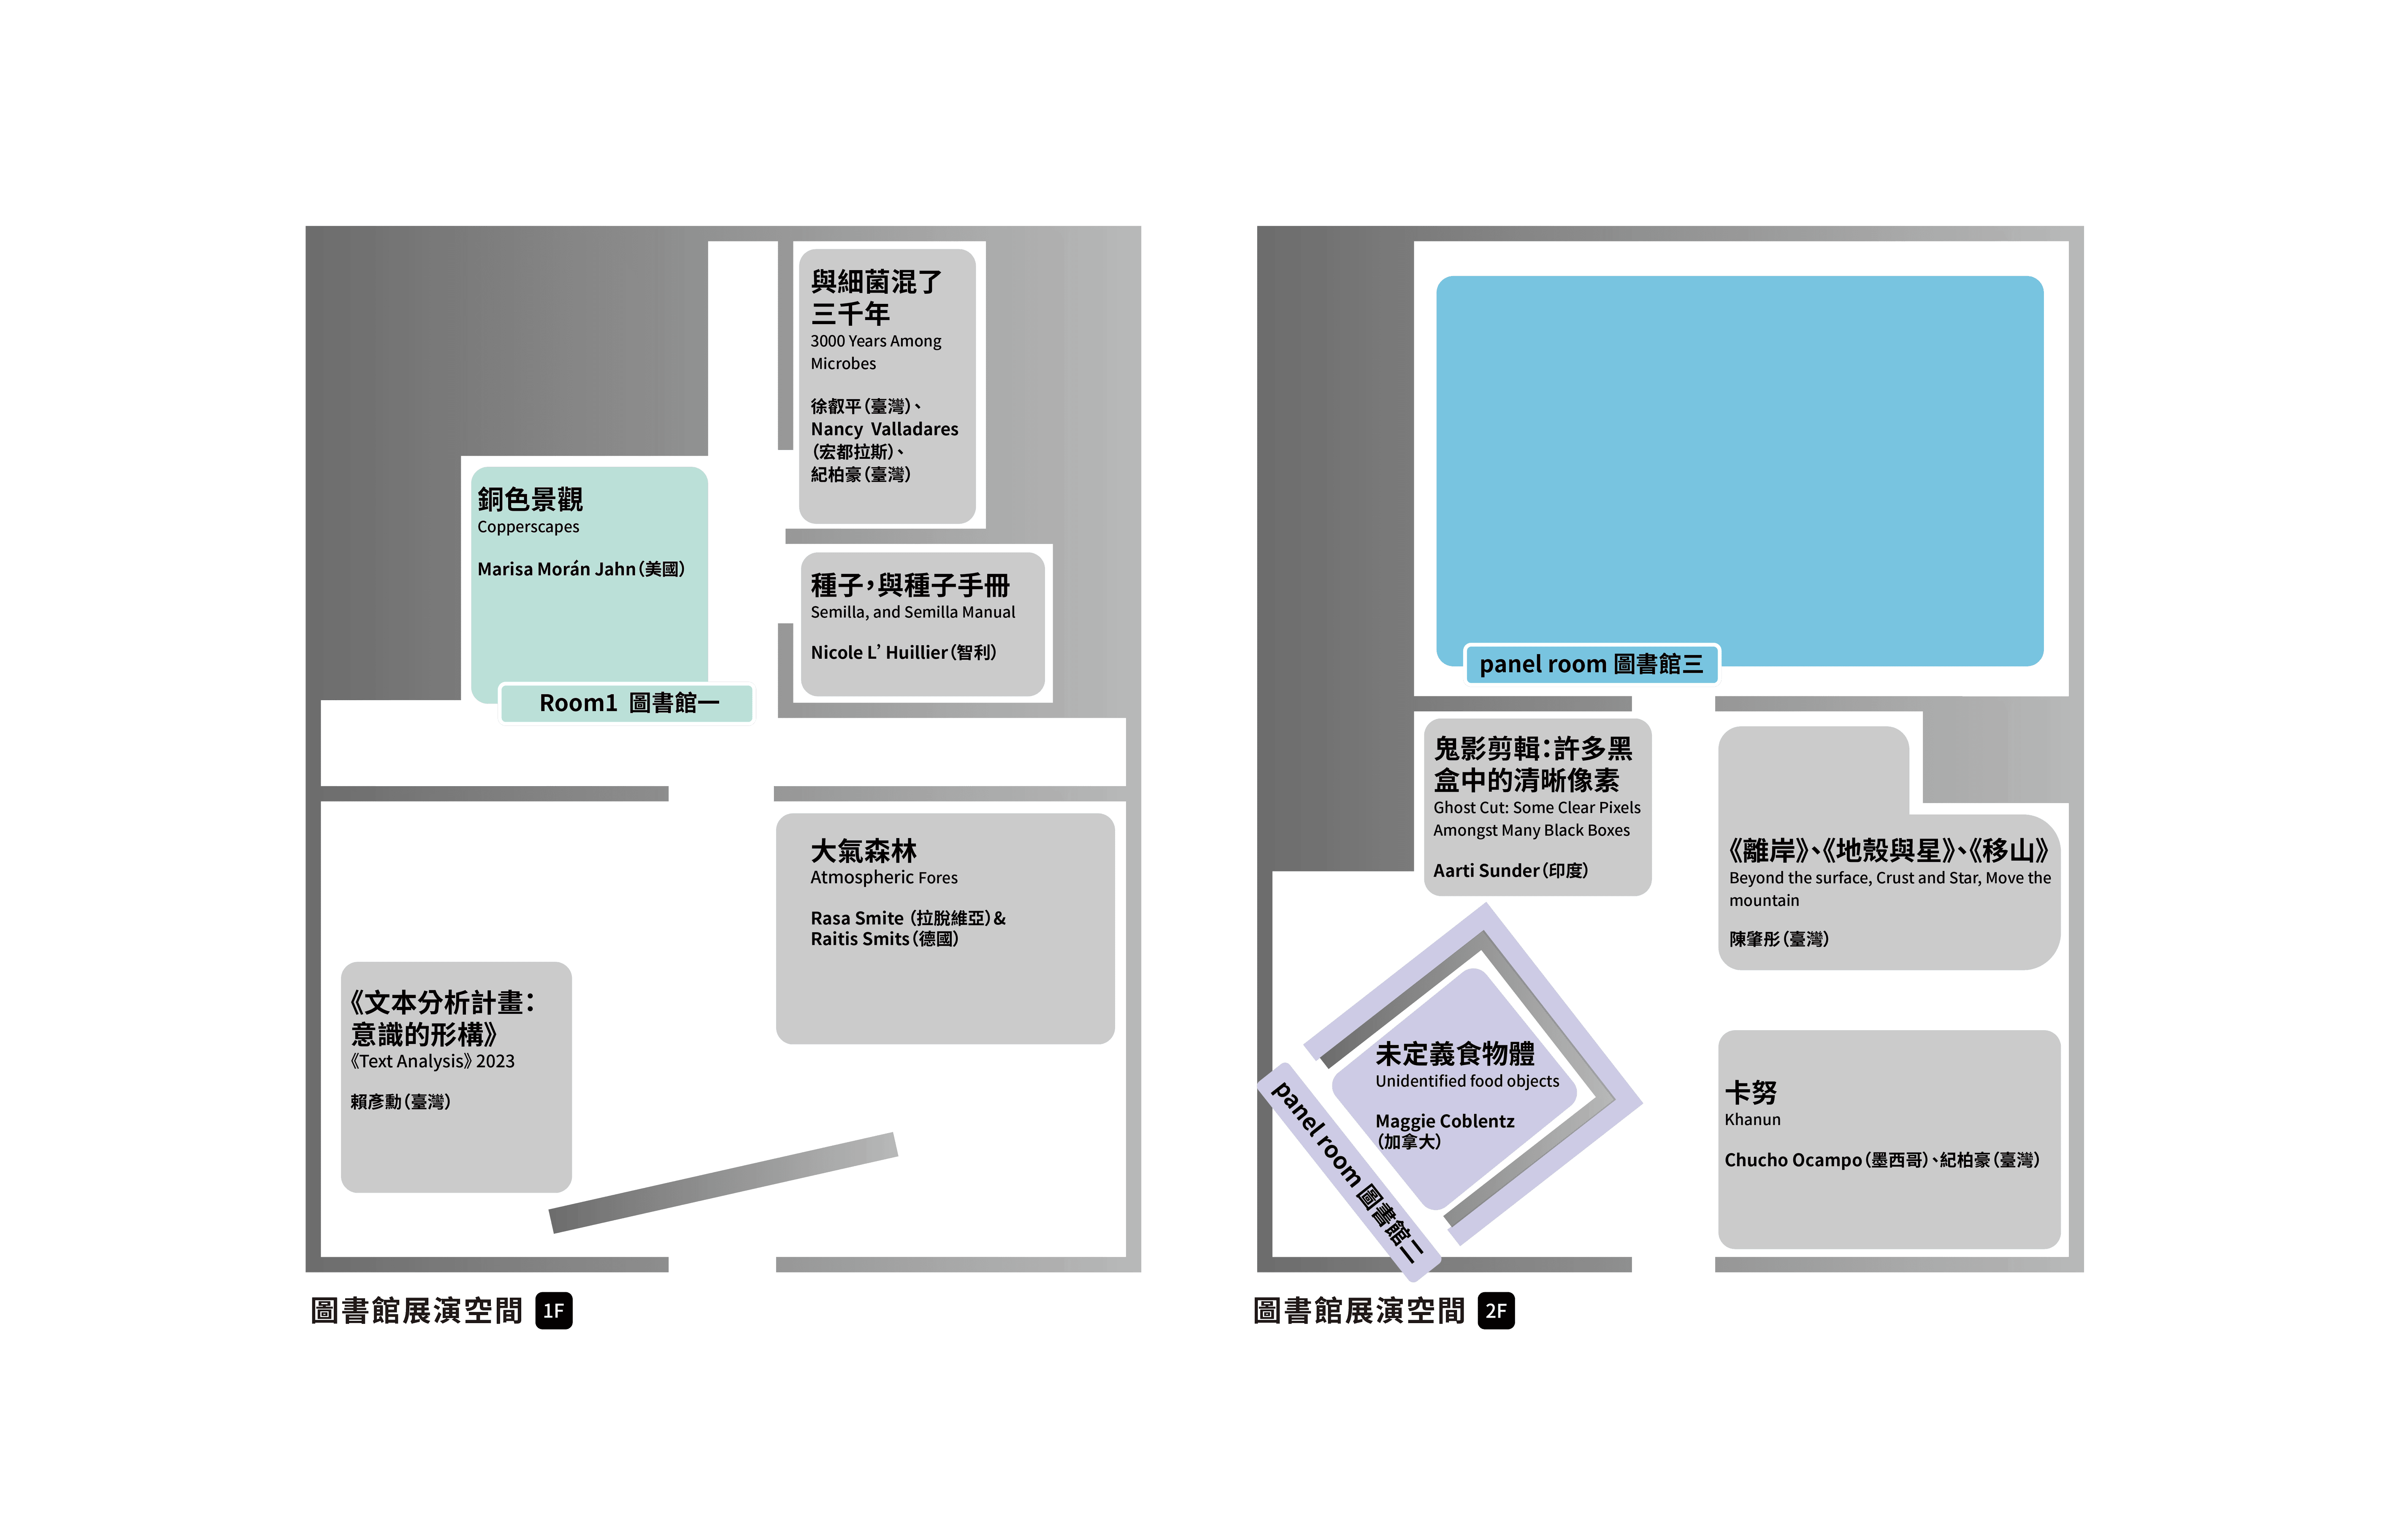 與細菌混了
三千年
3000 Years Among
Microbes
徐叡平（臺灣）、
Nancy Valladares
（宏都拉斯）、
紀柏豪（臺灣）
銅色景觀
Copperscapes
Marisa Morán Jahn（美國）
Room1 圖書館一
種子，與種子手冊
Semilla, and Semilla Manual
Nicole L’ Huillier（智利）
大氣森林
Atmospheric Fores
Rasa Smite （拉脫維亞）&
Raitis Smits（德國）
《文本分析計畫：
意識的形構》
《Text Analysis》2023
賴彥勳（臺灣）
圖書館展演空間 1F
panel room 圖書館三
鬼影剪輯：許多黑
盒中的清晰像素
Ghost Cut: Some Clear Pixels
Amongst Many Black Boxes
Aarti Sunder（印度）
《離岸》、《地殼與星》、《移山》
Beyond the surface, Crust and Star, Move the
mountain
陳肇彤（臺灣）
未定義食物體
Unidentified food objects
Maggie Coblentz
（加拿大）
panel room 圖書館二
卡努
Khanun
Chucho Ocampo（墨西哥）、紀柏豪（臺灣）
圖書館展演空間 2F